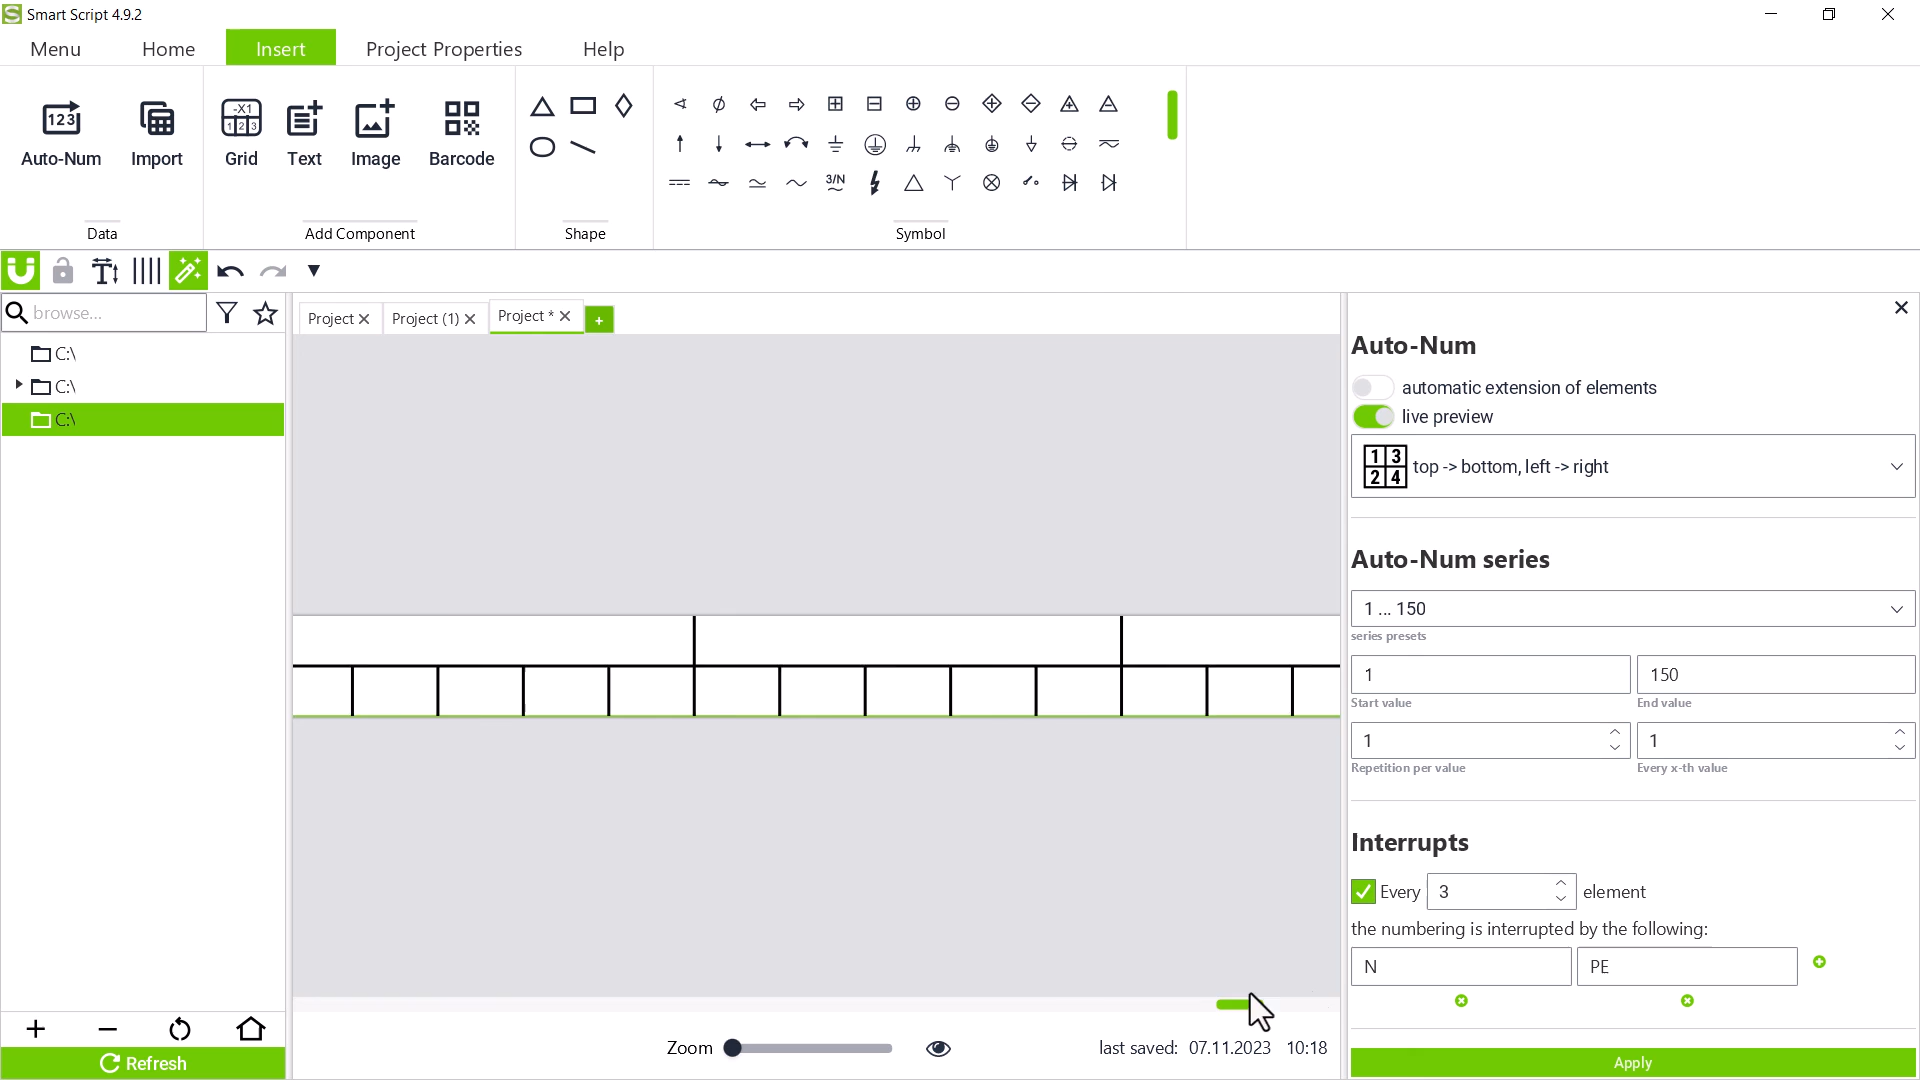 Smart Script 4.9.2
Menu Home Insert Project Properties Help
-X1
1 2 3
123
Auto-Num Import Grid Text Image Barcode
3/N
Data Add Component Shape Symbol
browse...
C:\
C:\
C:\
Refresh
Project Project (1) Project *
Zoom last saved: 07.11.2023 10:18
Auto-Num
automatic extension of elements
live preview
1 3
2 4
top -> bottom, left -> right
Auto-Num series
1 ... 150
series presets
1 150
Start value End value
1 1
Repetition per value Every x-th value
Interrupts
Every 3 element
the numbering is interrupted by the following:
N PE
Apply